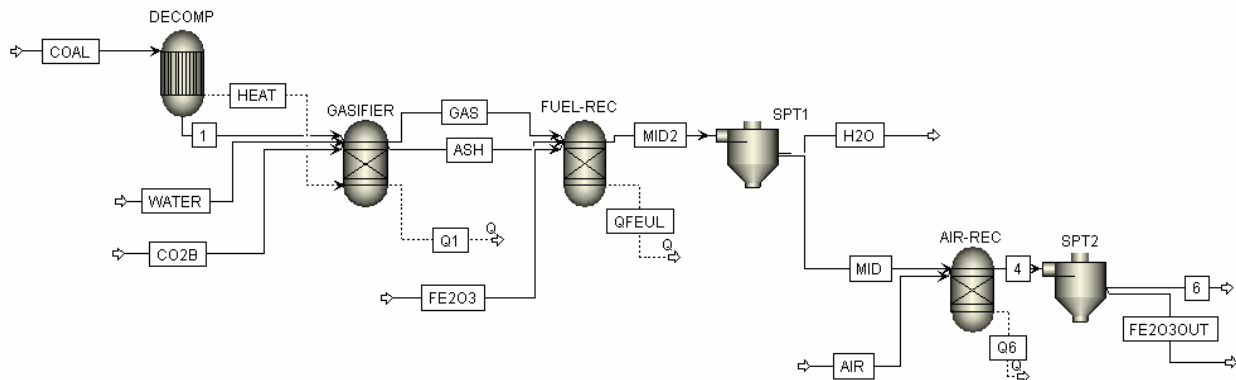 DECOMP
COAL
HEAT
GASIFIER
GAS
FUEL-REC
SPT1
1
MID2
H2O
ASH
WATER
QFEUL
Q1
Q
Q
CO2B
AIR-REC
SPT2
MID
4
6
FE2O3
FE2O3OUT
Q6
Q
AIR